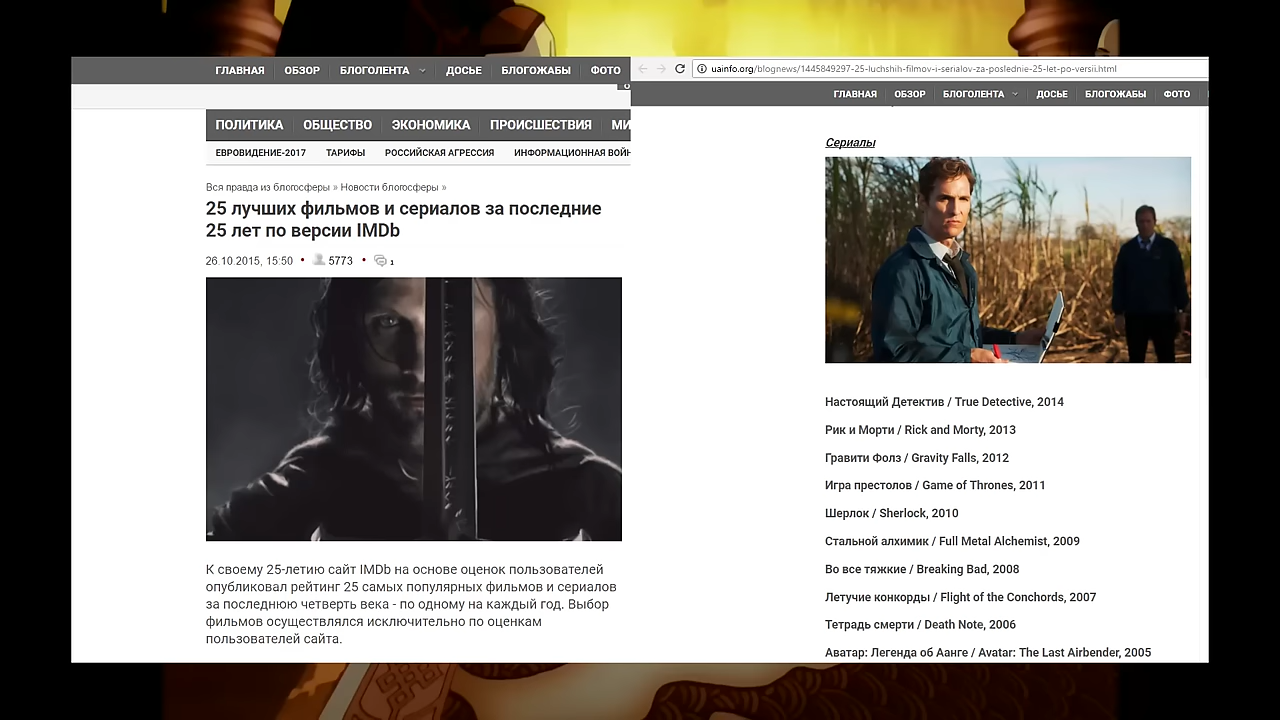 ГЛАВНАЯ ОБЗОР БЛОГОЛЕНТА ДОСЬЕ БЛОГОЖАБЫ ФОТО
ПОЛИТИКА ОБЩЕСТВО ЭКОНОМИКА ПРОИСШЕСТВИЯ МИ
ЕВРОВИДЕНИЕ-2017 ТАРИФЫ РОССИЙСКАЯ АГРЕССИЯ ИНФОРМАЦИОННАЯ ВОЙН
Вся правда из блогосферы » Новости блогосферы »
25 лучших фильмов и сериалов за последние
25 лет по версии IMDb
26.10.2015, 15:50 • 5773 • 1
К своему 25-летию сайт IMDb на основе оценок пользователей
опубликовал рейтинг 25 самых популярных фильмов и сериалов
за последнюю четверть века - по одному на каждый год. Выбор
фильмов осуществлялся исключительно по оценкам
пользователей сайта.
uainfo.org/blognews/1445849297-25-luchshih-filmov-i-serialov-za-poslednie-25-let-po-versii.html
ГЛАВНАЯ ОБЗОР БЛОГОЛЕНТА ДОСЬЕ БЛОГОЖАБЫ ФОТО
Сериалы
Настоящий Детектив / True Detective, 2014
Рик и Морти / Rick and Morty, 2013
Гравити Фолз / Gravity Falls, 2012
Игра престолов / Game of Thrones, 2011
Шерлок / Sherlock, 2010
Стальной алхимик / Full Metal Alchemist, 2009
Во все тяжкие / Breaking Bad, 2008
Летучие конкорды / Flight of the Conchords, 2007
Тетрадь смерти / Death Note, 2006
Аватар: Легенда об Аанге / Avatar: The Last Airbender, 2005